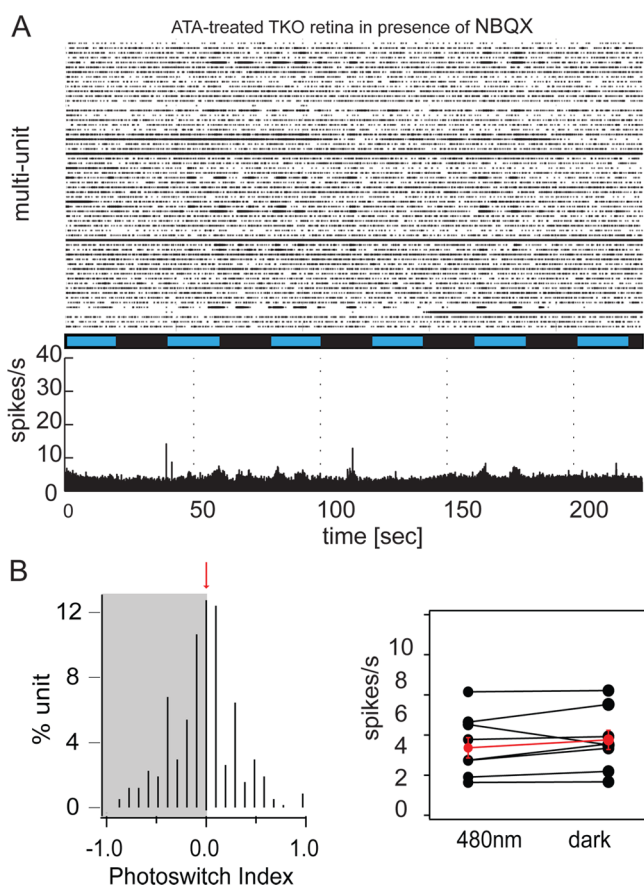 A
ATA-treated TKO retina in presence of NBQX
multi-unit
40
30
20
10
0
spikes/s
0 50 100 150 200
time [sec]
B
12
8
4
0
% unit
-1.0 0.0 1.0
Photoswitch Index
10
8
6
4
2
0
spikes/s
480nm dark